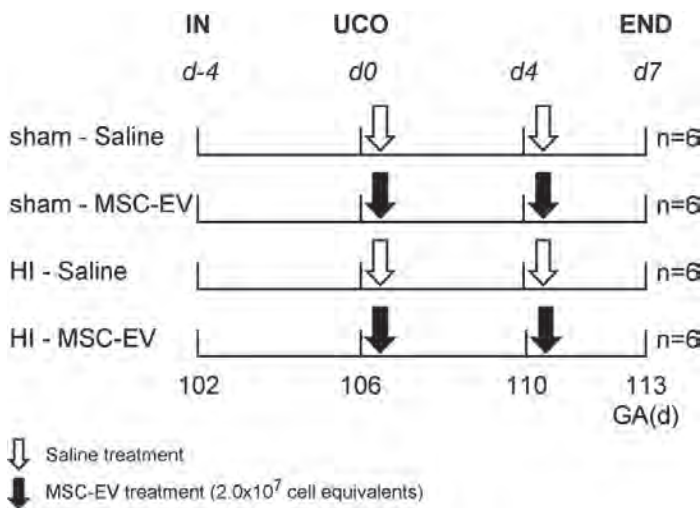 IN UCO END
d-4 d0 d4 d7
sham - Saline n=6
sham - MSC-EV n=6
HI - Saline n=6
HI - MSC-EV n=6
102 106 110 113
GA(d)
Saline treatment
MSC-EV treatment (2.0x10⁷ cell equivalents)